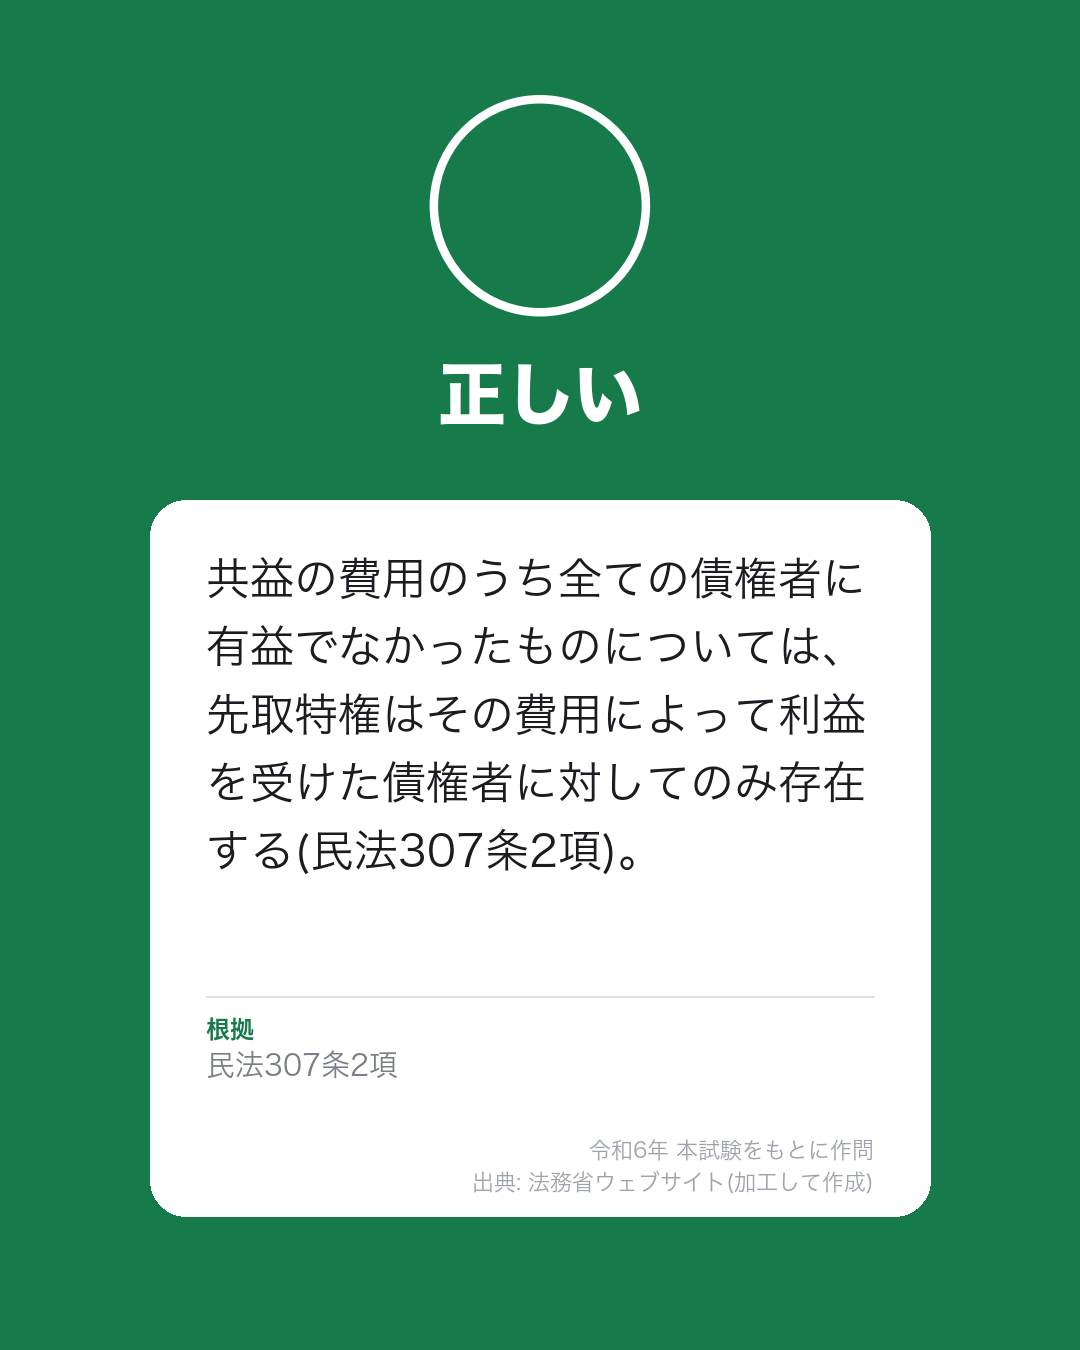 正しい
共益の費用のうち全ての債権者に
有益でなかったものについては、
先取特権はその費用によって利益
を受けた債権者に対してのみ存在
する(民法307条2項)。
根拠
民法307条2項
令和6年 本試験をもとに作問
出典: 法務省ウェブサイト(加工して作成)